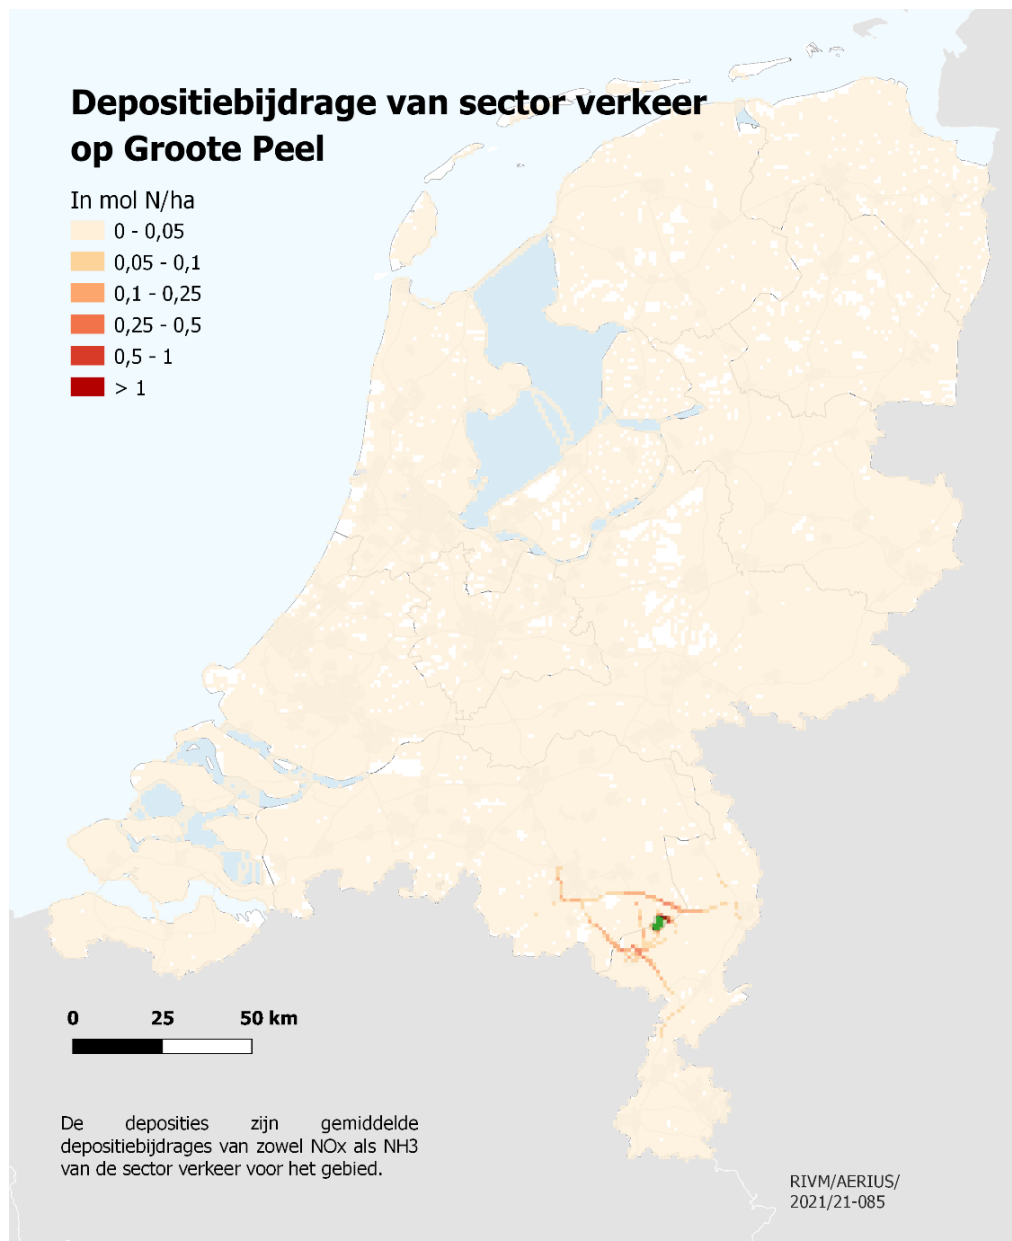 Depositiebijdrage van sector verkeer
op Groote Peel
In mol N/ha
0 - 0,05
0,05 - 0,1
0,1 - 0,25
0,25 - 0,5
0,5 - 1
> 1
0 25 50 km
De deposities zijn gemiddelde
depositiebijdrages van zowel NOx als NH3
van de sector verkeer voor het gebied.
RIVM/AERIUS/
2021/21-085